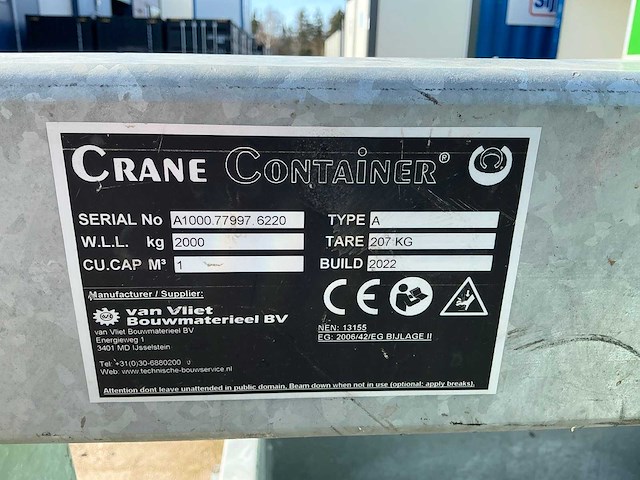 Sijp
CRANE CONTAINER®
SERIAL No A1000.77997.6220 TYPE A
W.L.L. kg 2000 TARE 207 KG
CU.CAP M³ 1 BUILD 2022
Manufacturer / Supplier:
van Vliet
Bouwmaterieel BV
van Vliet Bouwmaterieel BV
Energieweg 1
3401 MD IJsselstein
Tel: +31(0)30-6880200
Web: www.technische-bouwservice.nl
CE
NEN: 13155
EG: 2006/42/EG BIJLAGE II
Attention dont leave unattended in public domain. Bearn down when not in use (optional: apply breaks).